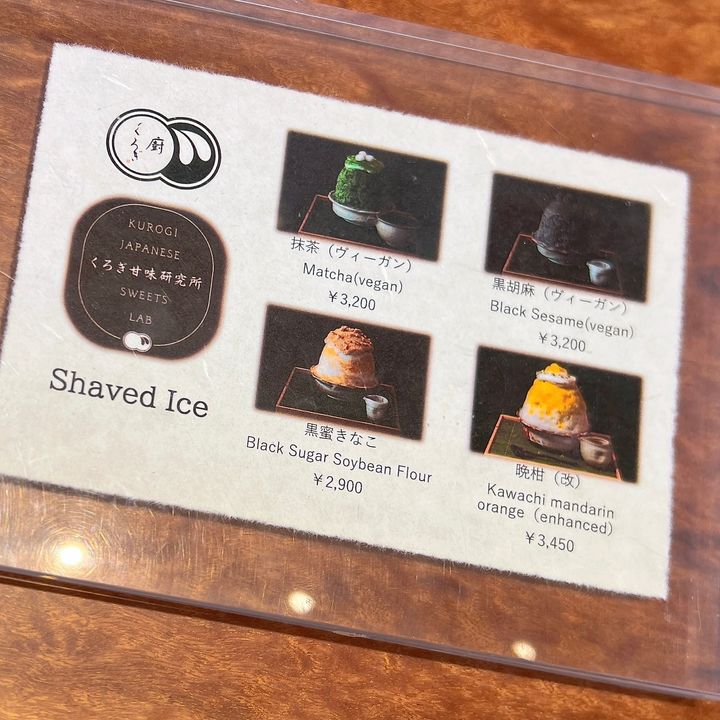 廚
くろぎ
KUROGI
JAPANESE
くろぎ甘味研究所
SWEETS
LAB
Shaved Ice
抹茶（ヴィーガン）
Matcha(vegan)
￥3,200
黒胡麻（ヴィーガン）
Black Sesame(vegan)
￥3,200
黒蜜きなこ
Black Sugar Soybean Flour
￥2,900
晩柑（改）
Kawachi mandarin
orange（enhanced）
￥3,450